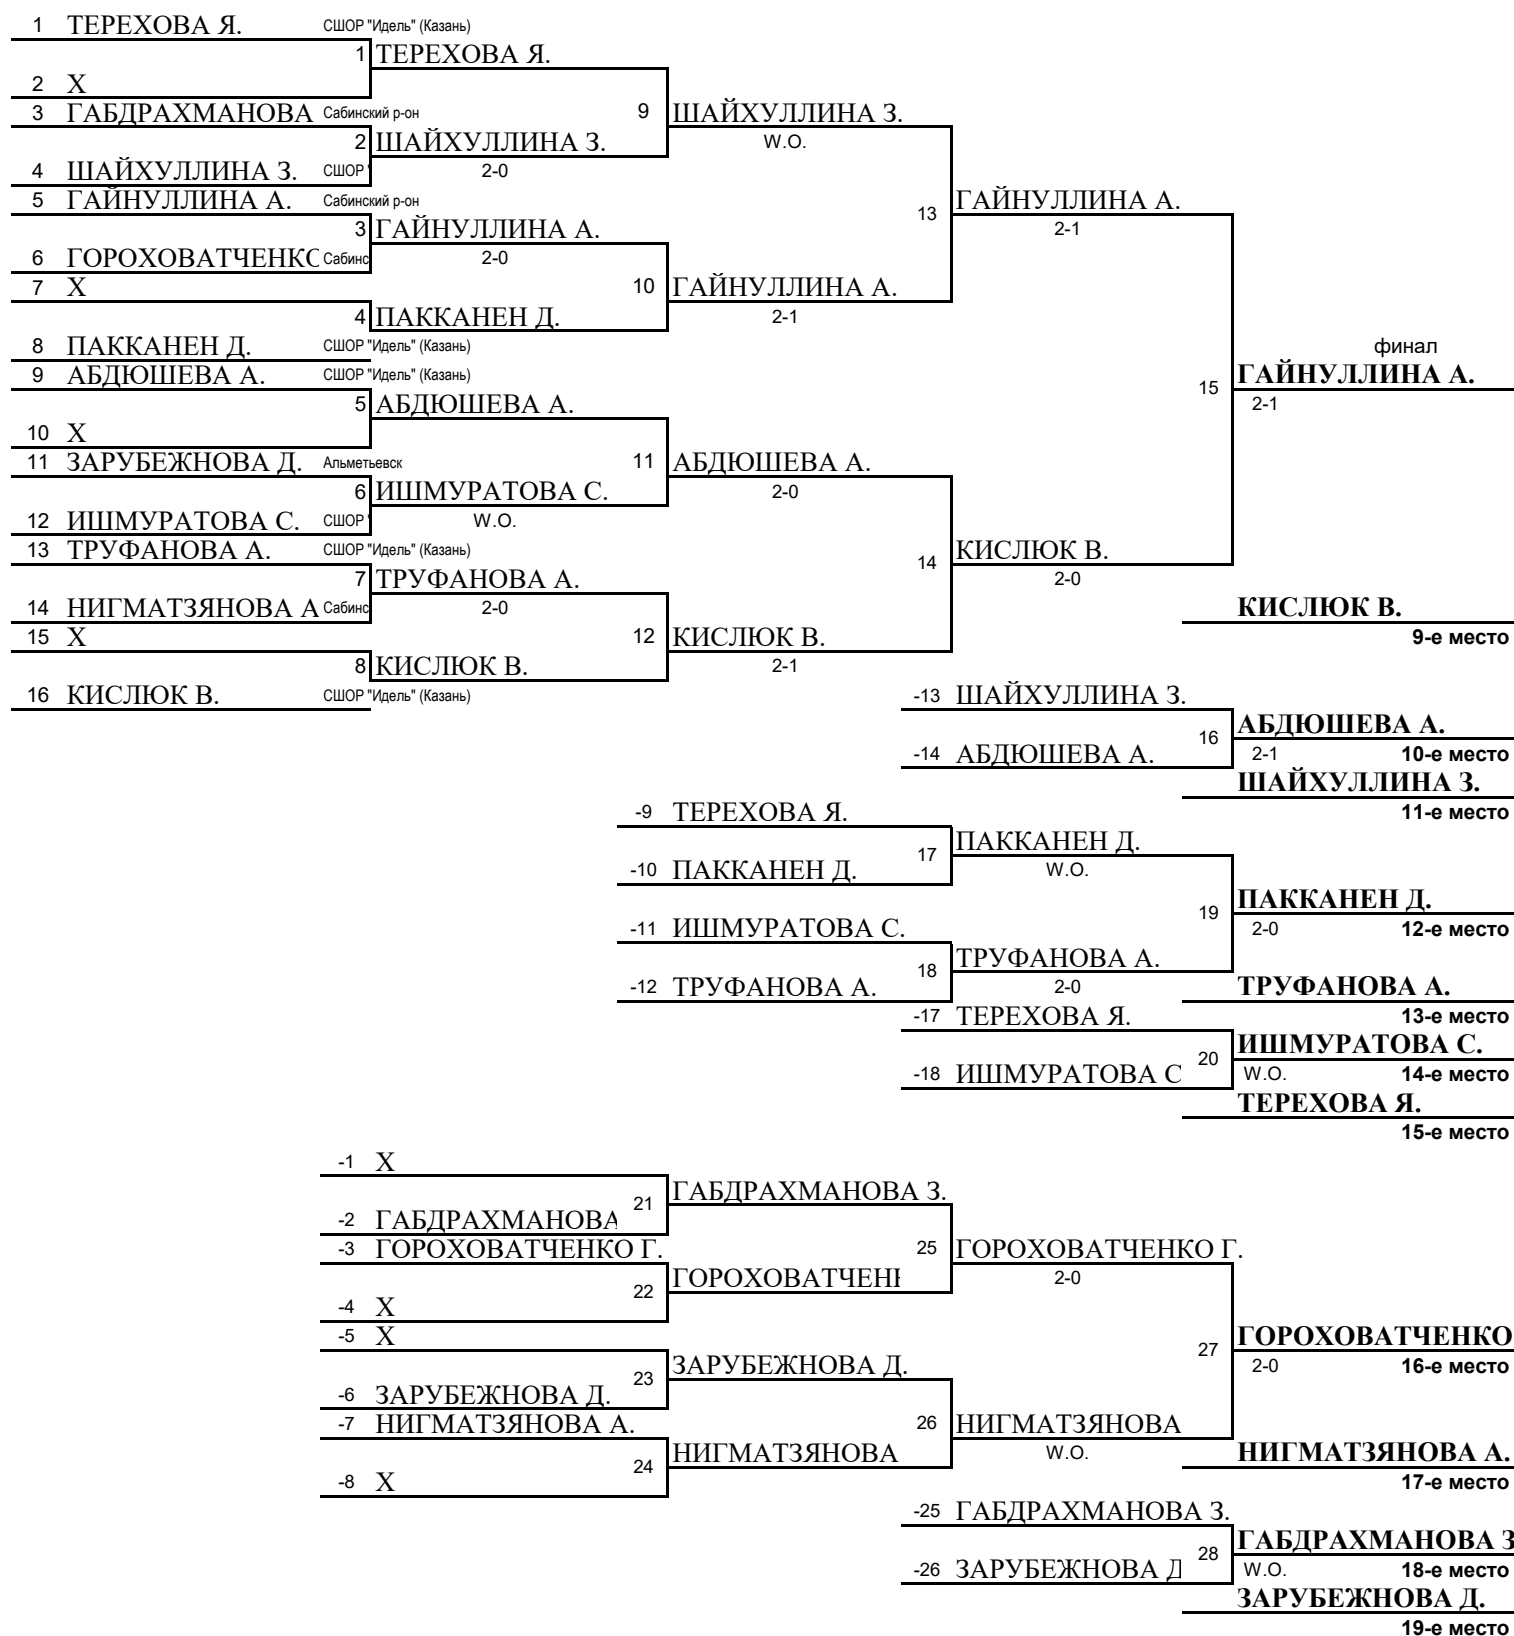 1 ТЕРЕХОВА Я. СШОР "Идель" (Казань)
1 ТЕРЕХОВА Я.
2 X
3 ГАБДРАХМАНОВА Сабинский р-он 9 ШАЙХУЛЛИНА З.
2 ШАЙХУЛЛИНА З. W.O.
4 ШАЙХУЛЛИНА З. СШОР " 2-0
5 ГАЙНУЛЛИНА А. Сабинский р-он 13 ГАЙНУЛЛИНА А.
3 ГАЙНУЛЛИНА А. 2-1
6 ГОРОХОВАТЧЕНКО Сабинс 2-0
7 X 10 ГАЙНУЛЛИНА А.
4 ПАККАНЕН Д. 2-1
8 ПАККАНЕН Д. СШОР "Идель" (Казань) финал
9 АБДЮШЕВА А. СШОР "Идель" (Казань) 15 ГАЙНУЛЛИНА А.
5 АБДЮШЕВА А. 2-1
10 X
11 ЗАРУБЕЖНОВА Д. Альметьевск 11 АБДЮШЕВА А.
6 ИШМУРАТОВА С. 2-0
12 ИШМУРАТОВА С. СШОР " W.O.
13 ТРУФАНОВА А. СШОР "Идель" (Казань) 14 КИСЛЮК В.
7 ТРУФАНОВА А. 2-0
14 НИГМАТЗЯНОВА А Сабинс 2-0 КИСЛЮК В.
15 X 12 КИСЛЮК В. 9-е место
8 КИСЛЮК В. 2-1
16 КИСЛЮК В. СШОР "Идель" (Казань) -13 ШАЙХУЛЛИНА З.
16 АБДЮШЕВА А.
-14 АБДЮШЕВА А. 2-1 10-е место
ШАЙХУЛЛИНА З.
-9 ТЕРЕХОВА Я. 11-е место
17 ПАККАНЕН Д.
-10 ПАККАНЕН Д. W.O.
19 ПАККАНЕН Д.
-11 ИШМУРАТОВА С. 2-0 12-е место
18 ТРУФАНОВА А.
-12 ТРУФАНОВА А. 2-0 ТРУФАНОВА А.
-17 ТЕРЕХОВА Я. 13-е место
20 ИШМУРАТОВА С.
-18 ИШМУРАТОВА С W.O. 14-е место
ТЕРЕХОВА Я.
15-е место
-1 X
21 ГАБДРАХМАНОВА З.
-2 ГАБДРАХМАНОВА
-3 ГОРОХОВАТЧЕНКО Г. 25 ГОРОХОВАТЧЕНКО Г.
22 ГОРОХОВАТЧЕН 2-0
-4 X
-5 X 27 ГОРОХОВАТЧЕНКО
23 ЗАРУБЕЖНОВА Д. 2-0 16-е место
-6 ЗАРУБЕЖНОВА Д.
-7 НИГМАТЗЯНОВА А. 26 НИГМАТЗЯНОВА
24 НИГМАТЗЯНОВА W.O. НИГМАТЗЯНОВА А.
-8 X 17-е место
-25 ГАБДРАХМАНОВА З.
28 ГАБДРАХМАНОВА З
-26 ЗАРУБЕЖНОВА Д W.O. 18-е место
ЗАРУБЕЖНОВА Д.
19-е место